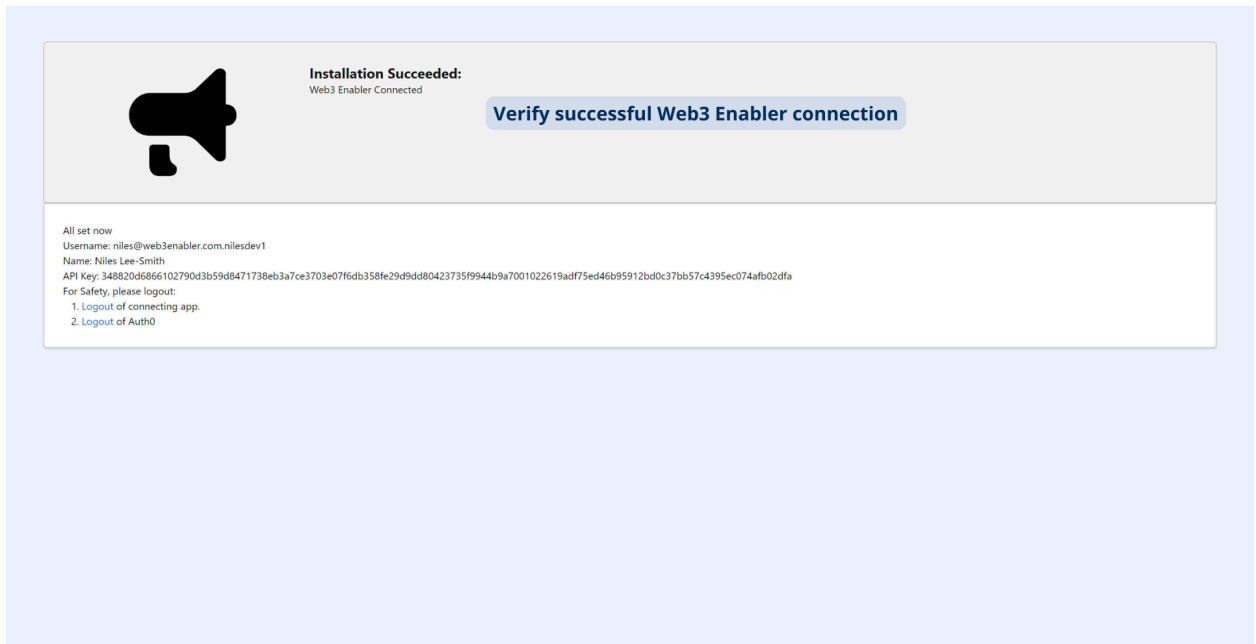 Installation Succeeded:
Web3 Enabler Connected
Verify successful Web3 Enabler connection
All set now
Username: niles@web3enabler.com.nilesdev1
Name: Niles Lee-Smith
API Key: 348820d6866102790d3b59d8471738eb3a7ce3703e07f6db358fe29d9dd80423735f9944b9a7001022619adf75ed46b95912bd0c37bb57c4395ec074afb02dfa
For Safety, please logout:
1. Logout of connecting app.
2. Logout of Auth0